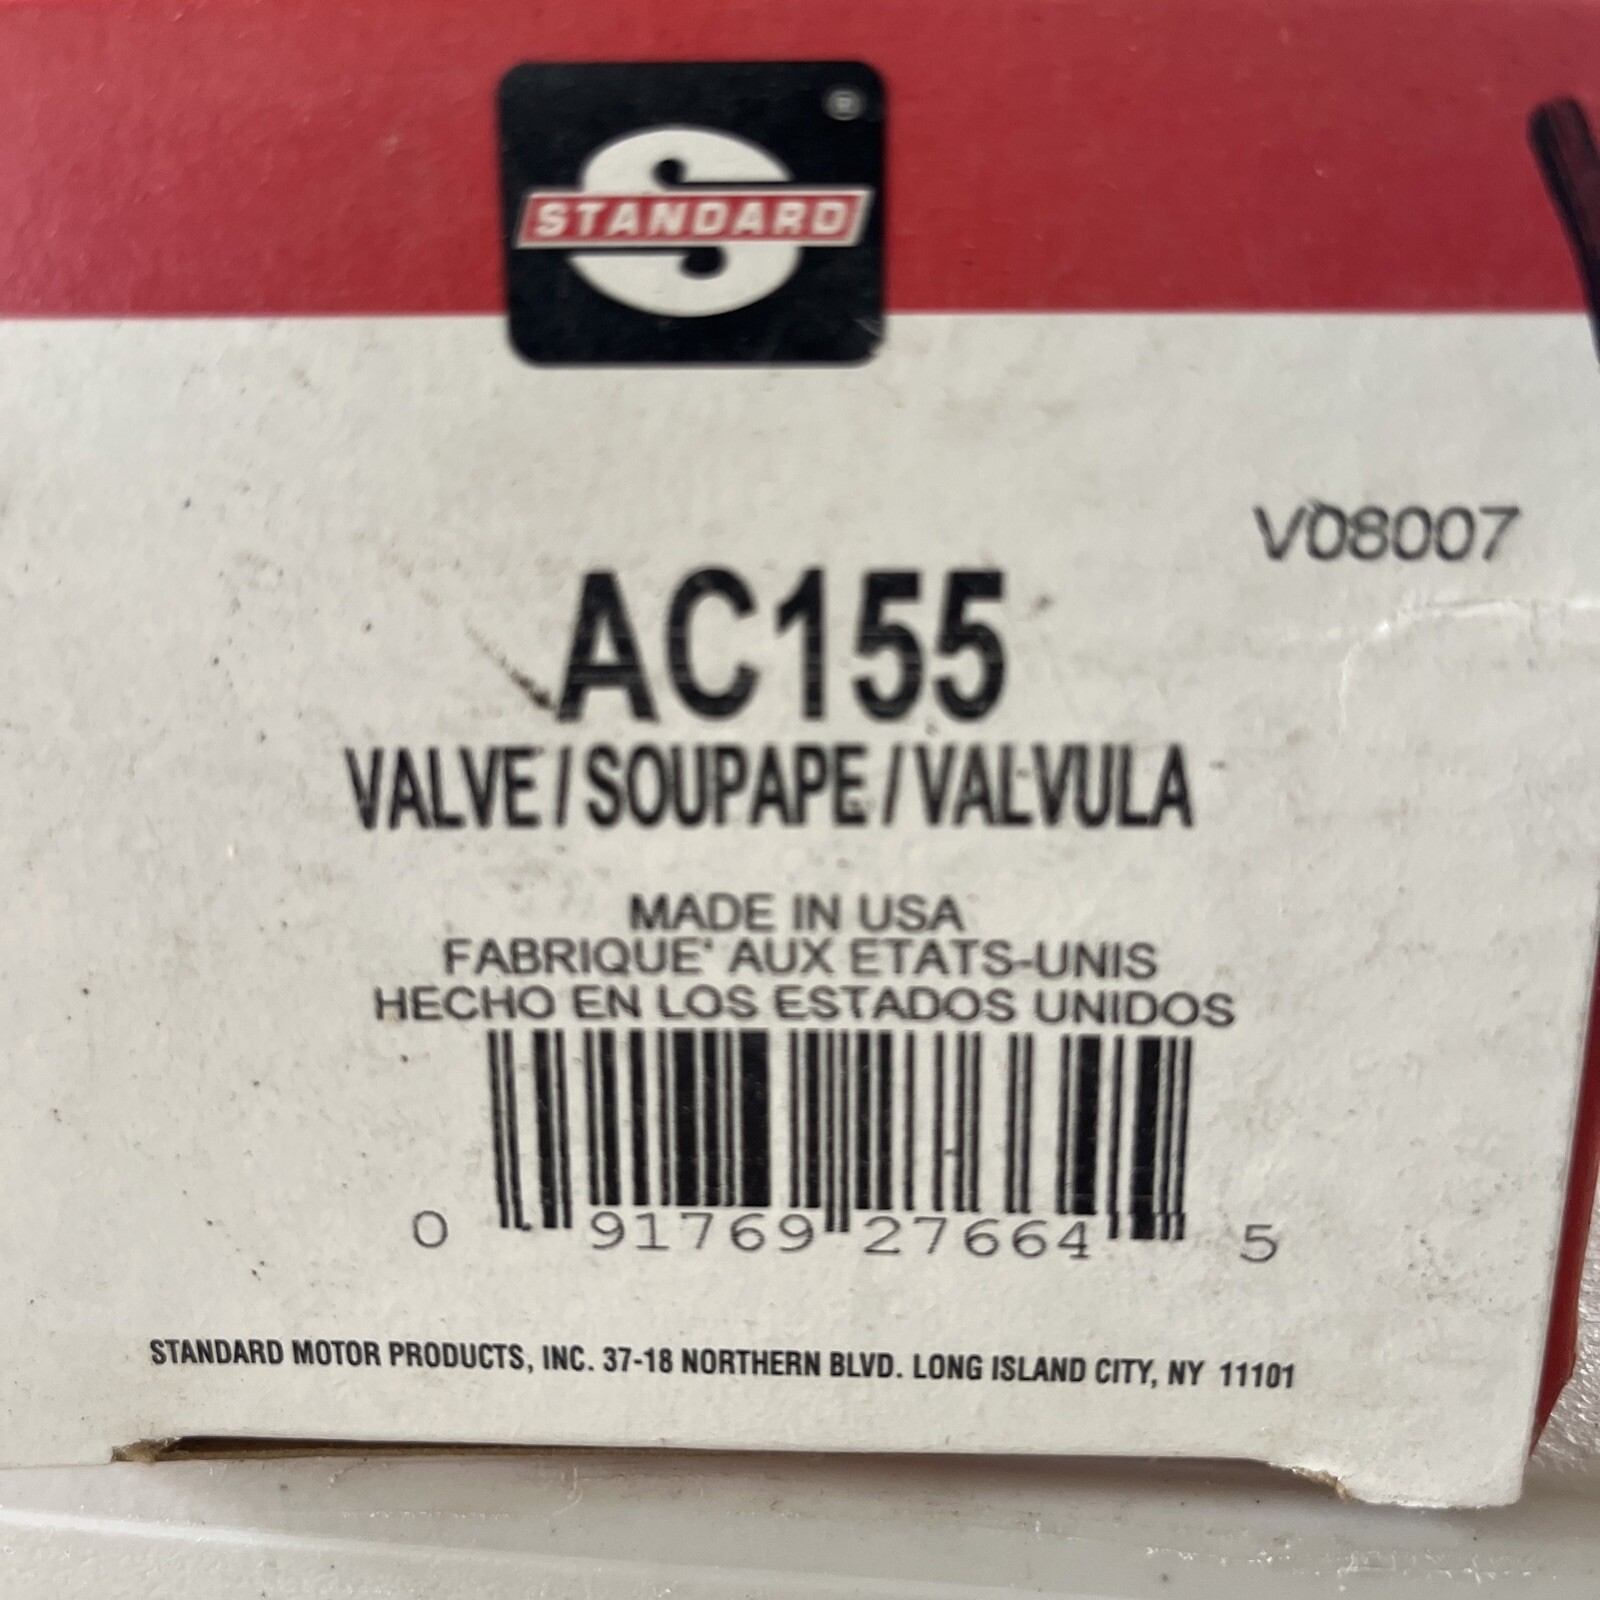 ®
STANDARD
V08007
AC155
VALVE / SOUPAPE / VALVULA
MADE IN USA
FABRIQUE' AUX ETATS-UNIS
HECHO EN LOS ESTADOS UNIDOS
0 91769 27664 5
STANDARD MOTOR PRODUCTS, INC. 37-18 NORTHERN BLVD. LONG ISLAND CITY, NY 11101